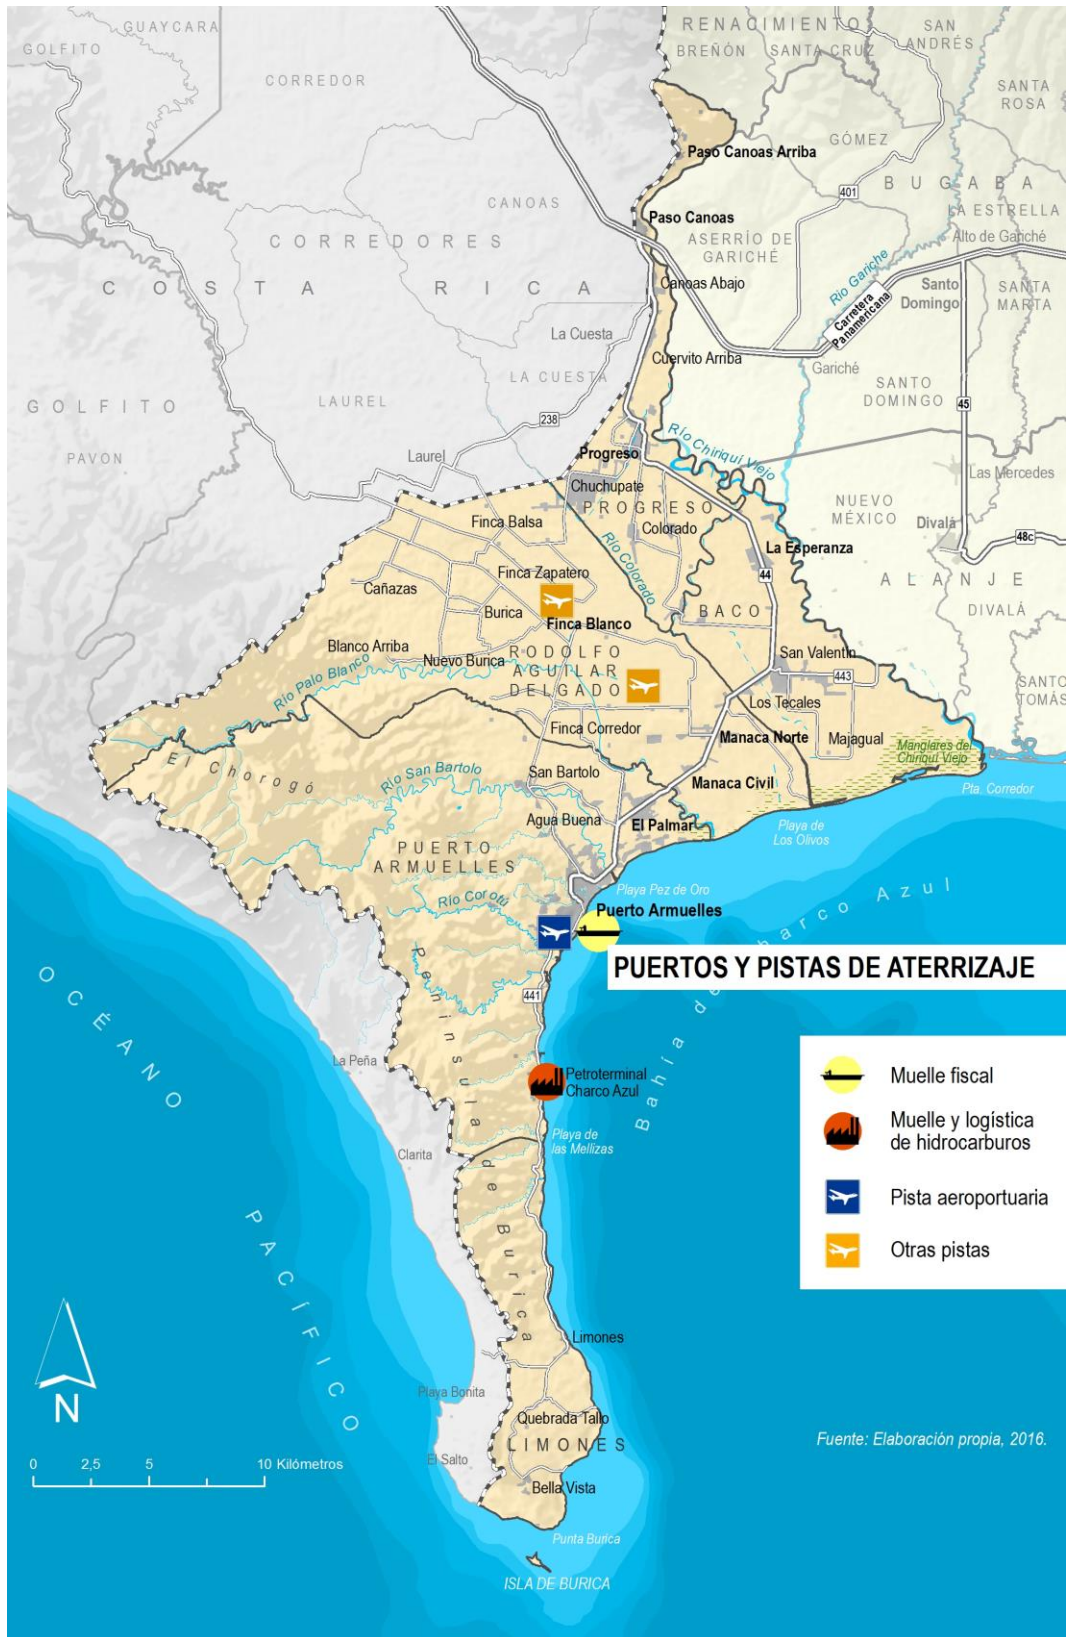 GUAYCARA
GOLFITO
CORREDOR
RENACIMIENTO
BREÑÓN
SANTA CRUZ
SAN
ANDRÉS
SANTA
ROSA
GÓMEZ
Paso Canoas Arriba
401
BUGABA
CANOAS
Paso Canoas
LA ESTRELLA
CORREDORES
ASERRÍO DE
GARICHÉ
Alto de Gariché
COSTA RICA
Canoas Abajo
Río Gariche
Santo
Domingo
SANTA
MARTA
Carretera
Panamericana
La Cuesta
Cuervito Arriba
Gariché
LA CUESTA
SANTO
DOMINGO
GOLFITO
LAUREL
45
238
PAVON
Laurel
Progreso
Río Chiriquí Viejo
Las Mercedes
Chuchupate
PROGRESO
NUEVO
MÉXICO
Finca Balsa
Colorado
Divalá
48c
La Esperanza
Río Colorado
Finca Zapatero
44
ALANJE
Cañazas
Burica
BACO
DIVALÁ
Finca Blanco
Blanco Arriba
Nuevo Burica
RODOLFO
AGUILAR
DELGADO
San Valentín
443
SANTO
TOMÁS
Río Palo Blanco
Los Tecales
Finca Corredor
Manaca Norte
Majagual
Manglares del
Chiriquí Viejo
El Chorogó
Río San Bartolo
San Bartolo
Manaca Civil
Pta. Corredor
Agua Buena
El Palmar
Playa de
Los Olivos
PUERTO
ARMUELLES
Playa Pez de Oro
Río Corotú
Puerto Armuelles
Bahía de Charco Azul
PUERTOS Y PISTAS DE ATERRIZAJE
441
OCÉANO PACÍFICO
Península de Burica
La Peña
Petroterminal
Charco Azul
Muelle fiscal
Muelle y logística
de hidrocarburos
Playa de
las Mellizas
Clarita
Pista aeroportuaria
Otras pistas
Limones
Playa Bonita
N
Quebrada Tallo
LIMONES
Fuente: Elaboración propia, 2016.
El Salto
0 2,5 5 10 Kilómetros
Bella Vista
Punta Burica
ISLA DE BURICA